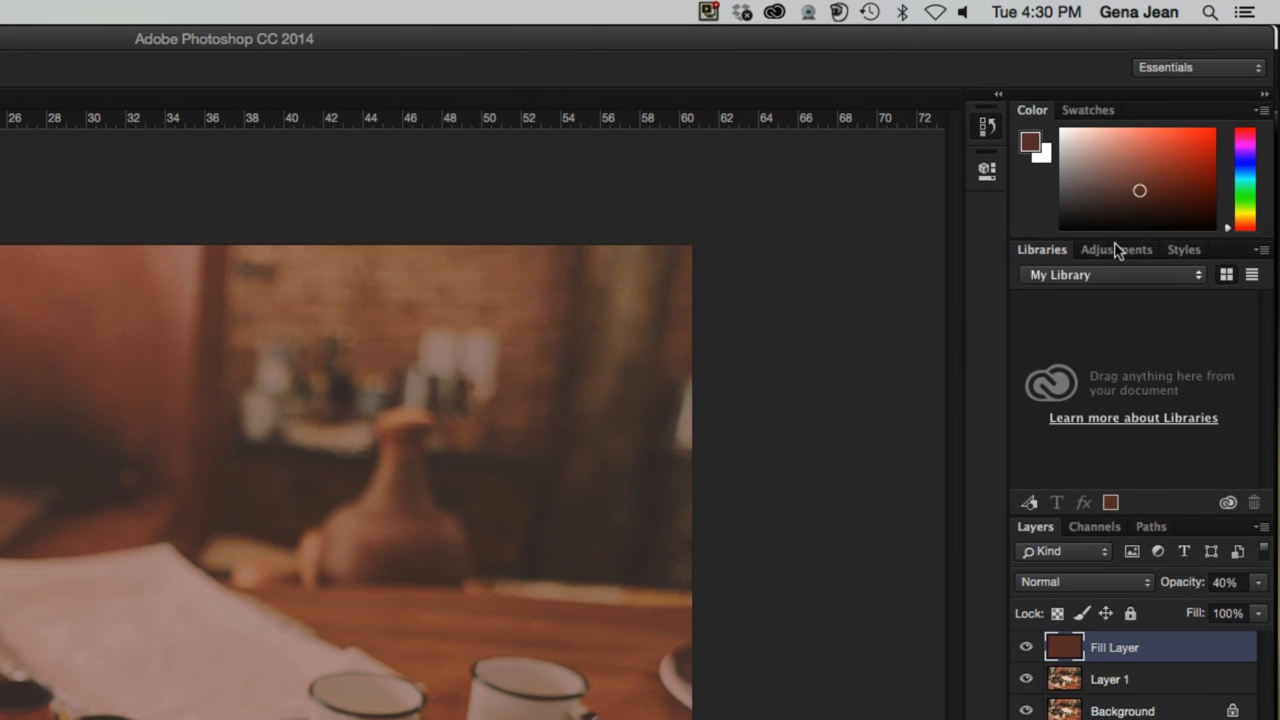 Tue 4:30 PM Gena Jean
Adobe Photoshop CC 2014
Essentials
26 28 30 32 34 36 38 40 42 44 46 48 50 52 54 56 58 60 62 64 66 68 70 72
Color Swatches
Libraries Adjustments Styles
My Library
Drag anything here from
your document
Learn more about Libraries
T fx
Layers Channels Paths
Kind T
Normal Opacity: 40%
Lock: Fill: 100%
Fill Layer
Layer 1
Background